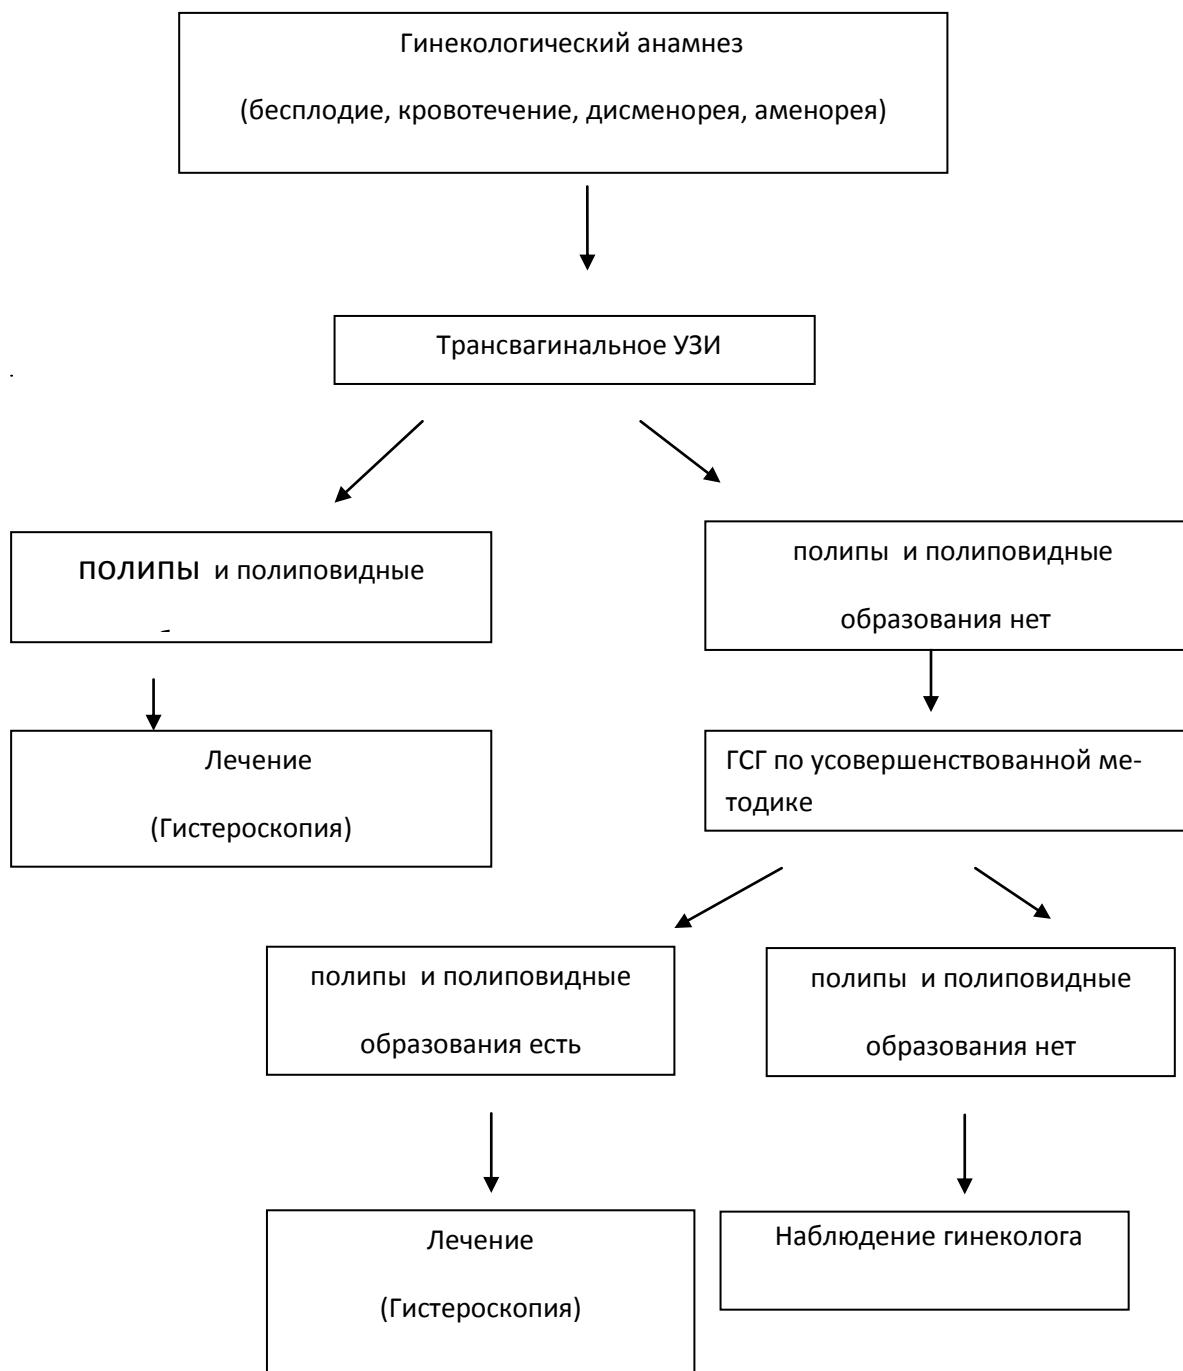 Гинекологический анамнез
(бесплодие, кровотечение, дисменорея, аменорея)
Трансвагинальное УЗИ
полипы и полиповидные
полипы и полиповидные
образования нет
Лечение
(Гистероскопия)
ГСГ по усовершенствованной ме-
тодике
полипы и полиповидные
образования есть
полипы и полиповидные
образования нет
Лечение
(Гистероскопия)
Наблюдение гинеколога